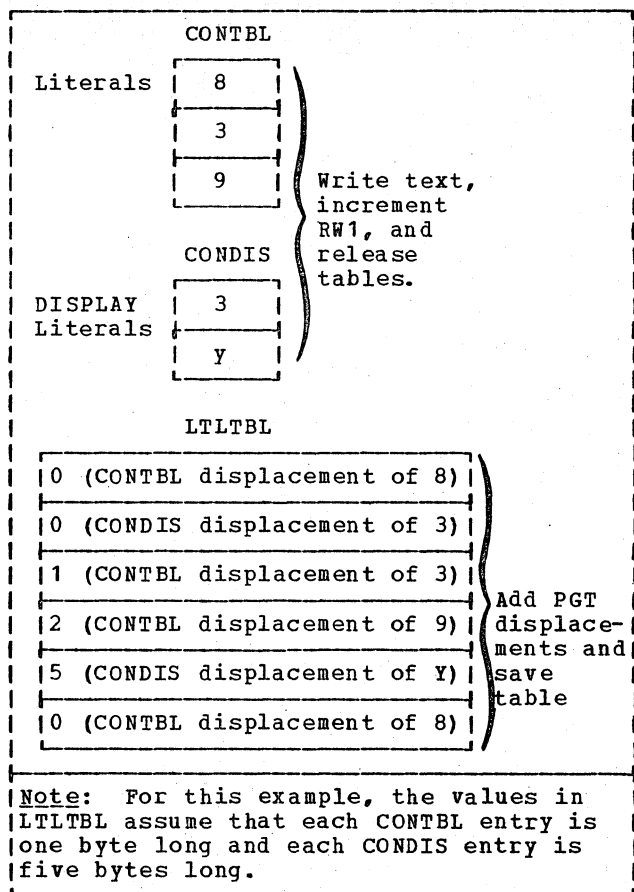 CONTBL
Literals 8
3
9
Write text,
increment
RW1, and
release
tables.
CONDIS
DISPLAY 3
Literals
Y
LTLTBL
0 (CONTBL displacement of 8)
0 (CONDIS displacement of 3)
1 (CONTBL displacement of 3)
2 (CONTBL displacement of 9)
5 (CONDIS displacement of Y)
0 (CONTBL displacement of 8)
Add PGT
displace-
ments and
save
table
Note: For this example, the values in
LTLTBL assume that each CONTBL entry is
one byte long and each CONDIS entry is
five bytes long.